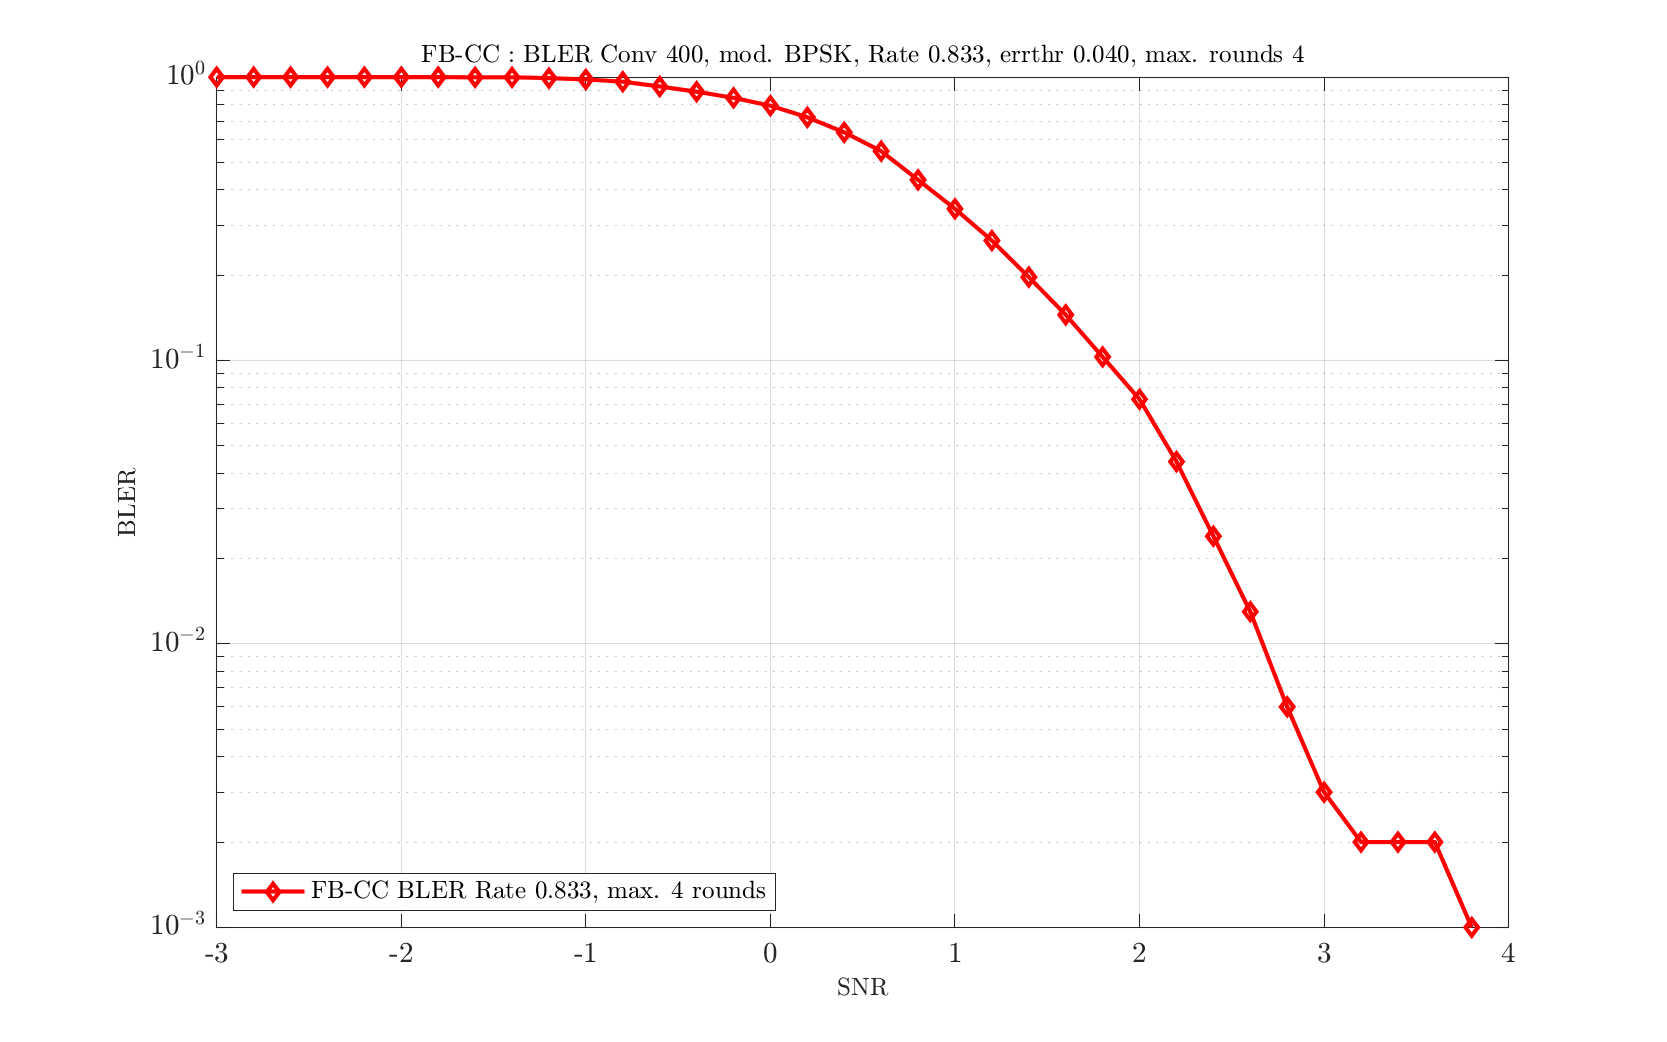 FB-CC : BLER Conv 400, mod. BPSK, Rate 0.833, errthr 0.040, max. rounds 4
10^0
10^-1
10^-2
10^-3
BLER
FB-CC BLER Rate 0.833, max. 4 rounds
-3 -2 -1 0 1 2 3 4
SNR